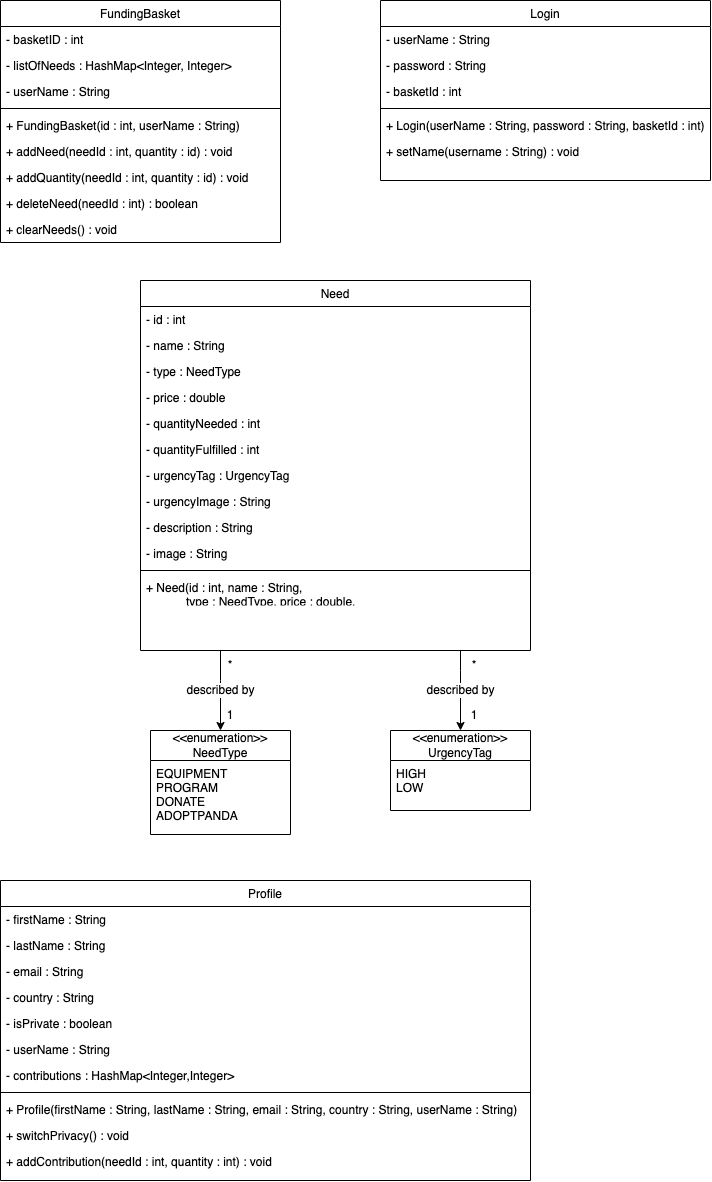 FundingBasket
- basketID : int
- listOfNeeds : HashMap<Integer, Integer>
- userName : String
+ FundingBasket(id : int, userName : String)
+ addNeed(needId : int, quantity : id) : void
+ addQuantity(needId : int, quantity : id) : void
+ deleteNeed(needId : int) : boolean
+ clearNeeds() : void
Login
- userName : String
- password : String
- basketId : int
+ Login(userName : String, password : String, basketId : int)
+ setName(username : String) : void
Need
- id : int
- name : String
- type : NeedType
- price : double
- quantityNeeded : int
- quantityFulfilled : int
- urgencyTag : UrgencyTag
- urgencyImage : String
- description : String
- image : String
+ Need(id : int, name : String,
type : NeedType, price : double,
*
described by
1
*
described by
1
<<enumeration>>
NeedType
EQUIPMENT
PROGRAM
DONATE
ADOPTPANDA
<<enumeration>>
UrgencyTag
HIGH
LOW
Profile
- firstName : String
- lastName : String
- email : String
- country : String
- isPrivate : boolean
- userName : String
- contributions : HashMap<Integer,Integer>
+ Profile(firstName : String, lastName : String, email : String, country : String, userName : String)
+ switchPrivacy() : void
+ addContribution(needId : int, quantity : int) : void